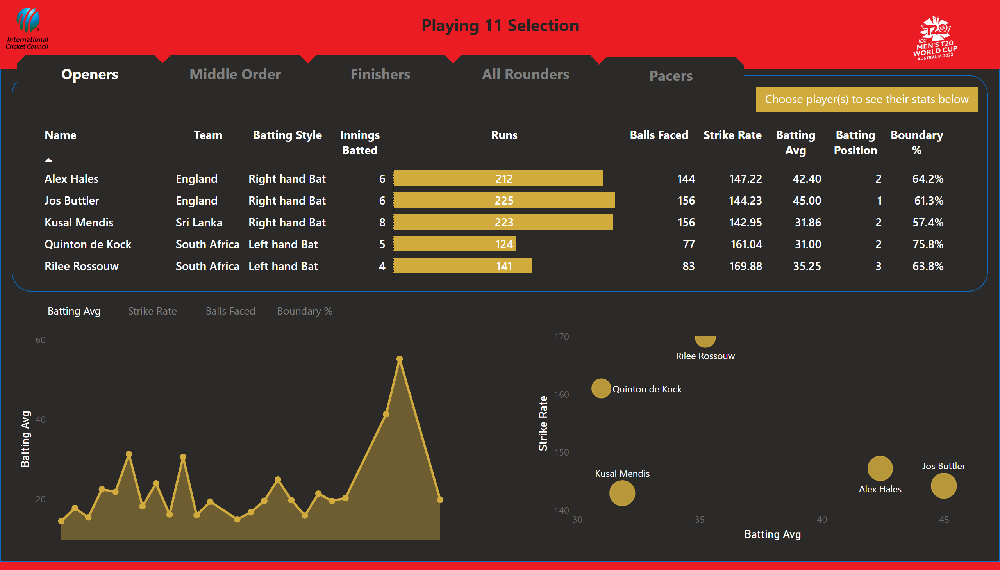 International
Cricket Council
Playing 11 Selection
T20
ICC
MEN'S T20
WORLD CUP
AUSTRALIA 2022
Openers Middle Order Finishers All Rounders Pacers
Choose player(s) to see their stats below
Name Team Batting Style Innings Batted Runs Balls Faced Strike Rate Batting Avg Batting Position Boundary %
Alex Hales England Right hand Bat 6 212 144 147.22 42.40 2 64.2%
Jos Buttler England Right hand Bat 6 225 156 144.23 45.00 1 61.3%
Kusal Mendis Sri Lanka Right hand Bat 8 223 156 142.95 31.86 2 57.4%
Quinton de Kock South Africa Left hand Bat 5 124 77 161.04 31.00 2 75.8%
Rilee Rossouw South Africa Left hand Bat 4 141 83 169.88 35.25 3 63.8%
Batting Avg Strike Rate Balls Faced Boundary %
60
40
20
Batting Avg
170
160
150
140
Strike Rate
Rilee Rossouw
Quinton de Kock
Kusal Mendis
Jos Buttler
Alex Hales
30 35 40 45
Batting Avg